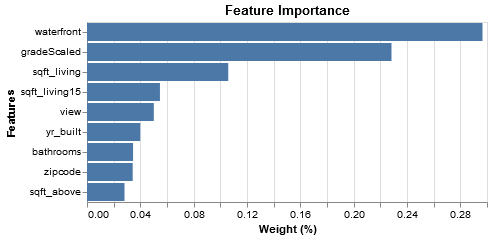 Feature Importance
waterfront
gradeScaled
sqft_living
sqft_living15
view
yr_built
bathrooms
zipcode
sqft_above
Features
0.00 0.04 0.08 0.12 0.16 0.20 0.24 0.28
Weight (%)